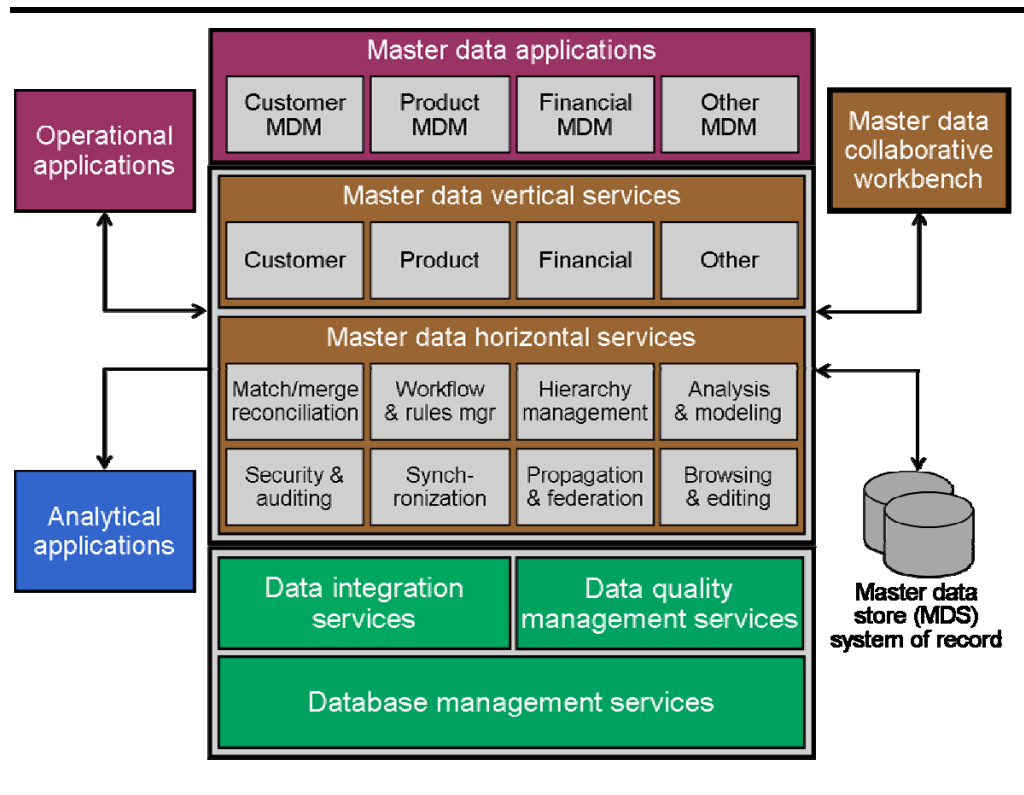 Master data applications
Customer
MDM
Product
MDM
Financial
MDM
Other
MDM
Operational
applications
Master data
collaborative
workbench
Master data vertical services
Customer
Product
Financial
Other
Master data horizontal services
Match/merge
reconciliation
Workflow
& rules mgr
Hierarchy
management
Analysis
& modeling
Security &
auditing
Synch-
ronization
Propagation
& federation
Browsing
& editing
Analytical
applications
Master data
store (MDS)
system of record
Data integration
services
Data quality
management services
Database management services